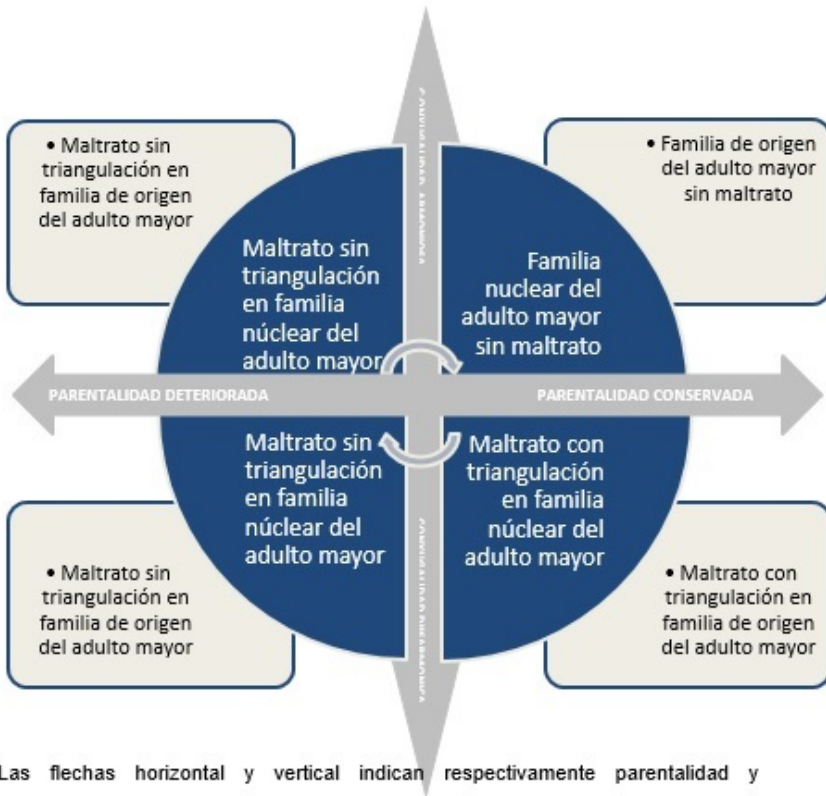 • Maltrato sin
triangulación en
familia de origen
del adulto mayor
• Familia de origen
del adulto mayor
sin maltrato
Maltrato sin
triangulación
en familia
núclear del
adulto mayor
Familia
nuclear del
adulto mayor
sin maltrato
PARENTALIDAD DETERIORADA
PARENTALIDAD CONSERVADA
Maltrato sin
triangulación
en familia
núclear del
adulto mayor
Maltrato con
triangulación
en familia
núclear del
adulto mayor
• Maltrato sin
triangulación en
familia de origen
del adulto mayor
• Maltrato con
triangulación en
familia de origen
del adulto mayor
Las flechas horizontal y vertical indican respectivamente parentalidad y